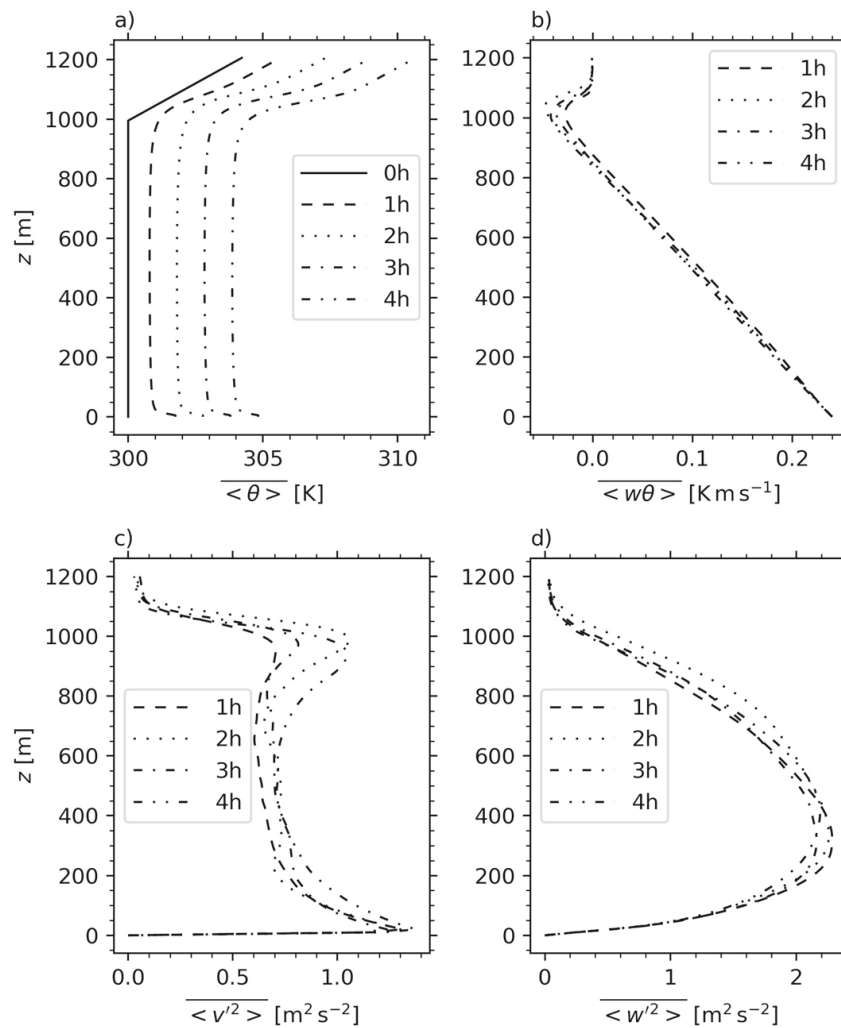 a)
1200
1000
800
600
400
200
0
z [m]
0h
1h
2h
3h
4h
300
305
310
<θ> [K]
b)
1200
1000
800
600
400
200
0
1h
2h
3h
4h
0.0
0.1
0.2
<wθ> [K m s⁻¹]
c)
1200
1000
800
600
400
200
0
z [m]
1h
2h
3h
4h
0.0
0.5
1.0
<v′²> [m² s⁻²]
d)
1200
1000
800
600
400
200
0
1h
2h
3h
4h
0
1
2
<w′²> [m² s⁻²]